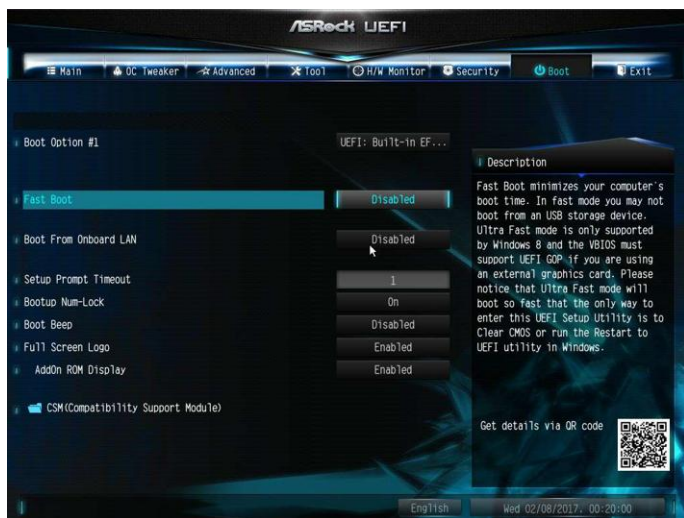 ASRock UEFI
Main OC Tweaker Advanced Tool H/W Monitor Security Boot Exit
Boot Option #1 UEFI: Built-in EF...
Fast Boot Disabled
Boot From Onboard LAN Disabled
Setup Prompt Timeout 1
Bootup Num-Lock On
Boot Beep Disabled
Full Screen Logo Enabled
AddOn ROM Display Enabled
CSM(Compatibility Support Module)
Description
Fast Boot minimizes your computer's
boot time. In fast mode you may not
boot from an USB storage device.
Ultra Fast mode is only supported
by Windows 8 and the VBIOS must
support UEFI GOP if you are using
an external graphics card. Please
notice that Ultra Fast mode will
boot so fast that the only way to
enter this UEFI Setup Utility is to
Clear CMOS or run the Restart to
UEFI utility in Windows.
Get details via QR code
English Wed 02/08/2017, 00:20:00